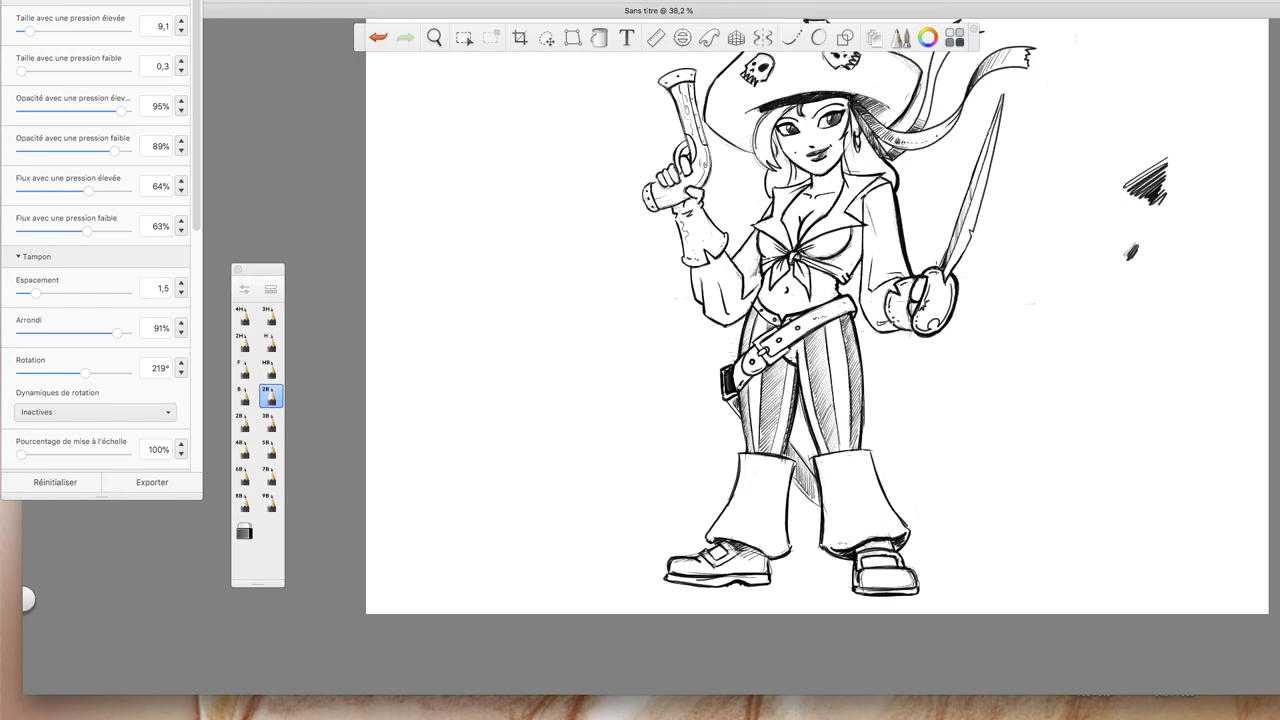 Sans titre @ 38,2 %
Taille avec une pression élevée 9,1
Taille avec une pression faible 0,3
Opacité avec une pression élev... 95%
Opacité avec une pression faible 89%
Flux avec une pression élevée 64%
Flux avec une pression faible 63%
Tampon
Espacement 1,5
Arrondi 91%
Rotation 219°
Dynamiques de rotation
Inactives
Pourcentage de mise à l'échelle 100%
Réinitialiser Exporter
4H 3H
2H H
F HB
B 2B
2B 3B
4B 5B
6B 7B
8B 9B
T